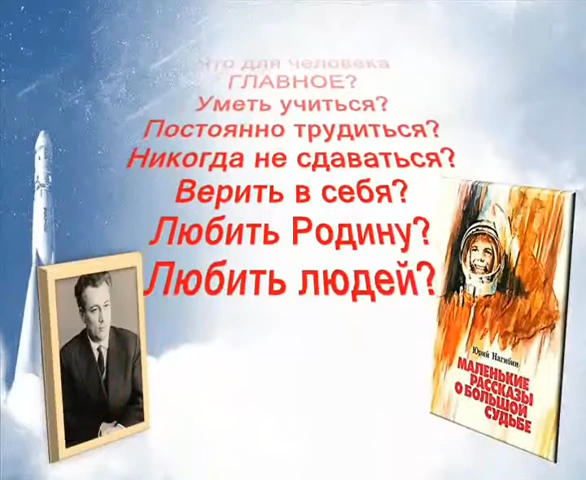 Что для человека
ГЛАВНОЕ?
Уметь учиться?
Постоянно трудиться?
Никогда не сдаваться?
Верить в себя?
Любить Родину?
Любить людей?
Юрий Нагибин
МАЛЕНЬКИЕ
РАССКАЗЫ
О БОЛЬШОЙ
СУДЬБЕ